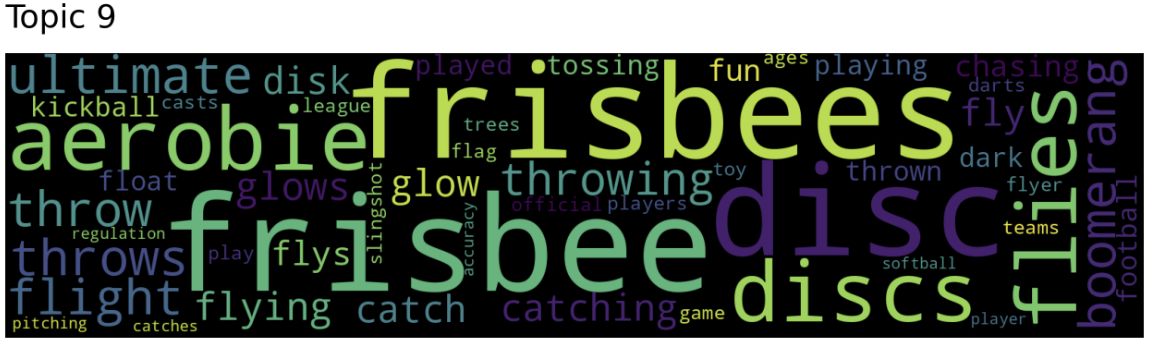 Topic 9
ultimate disk frisbees played tossing fun ages playing chasing
kickball casts league darts
aerobie trees flag fly flies boomerang
float glows slingshot glow throwing toy thrown dark flyer
throw frisbee accuracy official players disc teams football
regulation
throws play flys softball
flight flying catch catching game discs player
pitching catches